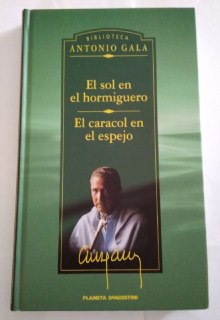 BIBLIOTECA
ANTONIO GALA
El sol en
el hormiguero
El caracol en
el espejo
PLANETA DEAGOSTINI